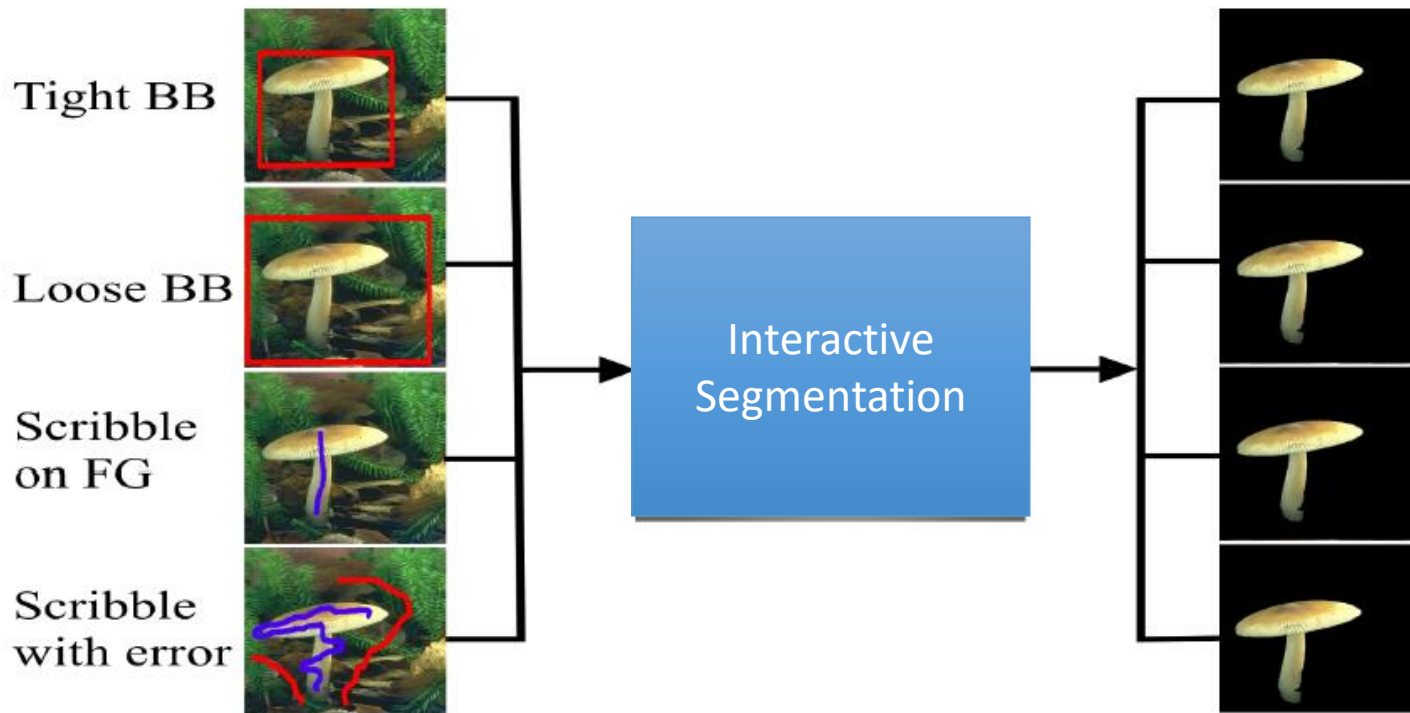 Tight BB
Loose BB
Scribble
on FG
Scribble
with error
Interactive
Segmentation